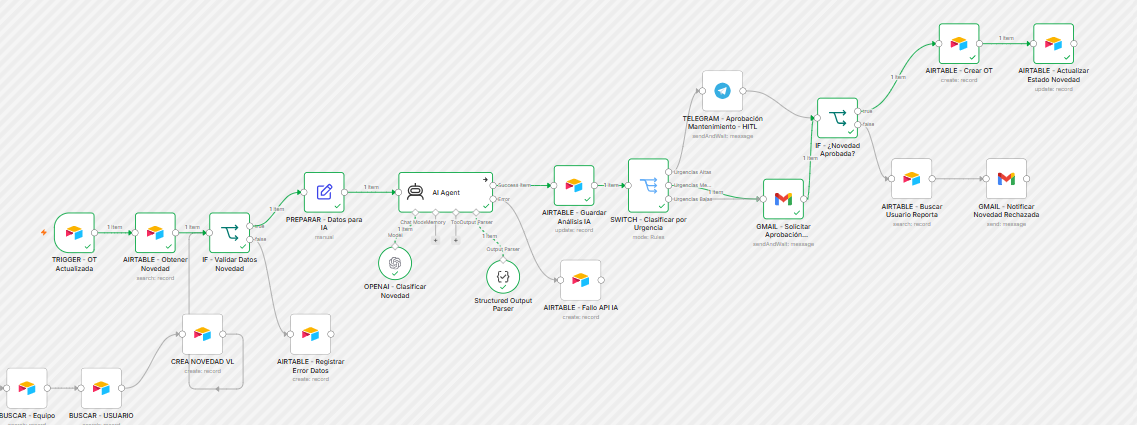 1 item
AIRTABLE - Crear OT
create: record
AIRTABLE - Actualizar
Estado Novedad
update: record
1 item
TELEGRAM - Aprobación
Mantenimiento - HITL
sendAndWait: message
true
false
IF - ¿Novedad
Aprobada?
1 item
Urgencias Altas
Urgencias Me...
Urgencias Bajas
1 item
AI Agent
Success
Error
1 item
1 item
PREPARAR - Datos para
IA
manual
1 item
Chat Model
Memory
Tool
Output Parser
1 item
Model
1 item
Output Parser
OPENAI - Clasificar
Novedad
Structured Output
Parser
AIRTABLE - Guardar
Análisis IA
update: record
SWITCH - Clasificar por
Urgencia
mode: Rules
GMAIL - Solicitar
Aprobación...
sendAndWait: message
AIRTABLE - Buscar
Usuario Reporta
search: record
GMAIL - Notificar
Novedad Rechazada
send: message
TRIGGER - OT
Actualizada
1 item
AIRTABLE - Obtener
Novedad
search: record
1 item
true
false
IF - Validar Datos
Novedad
AIRTABLE - Fallo API IA
create: record
CREA NOVEDAD VL
create: record
AIRTABLE - Registrar
Error Datos
create: record
BUSCAR - Equipo
BUSCAR - USUARIO